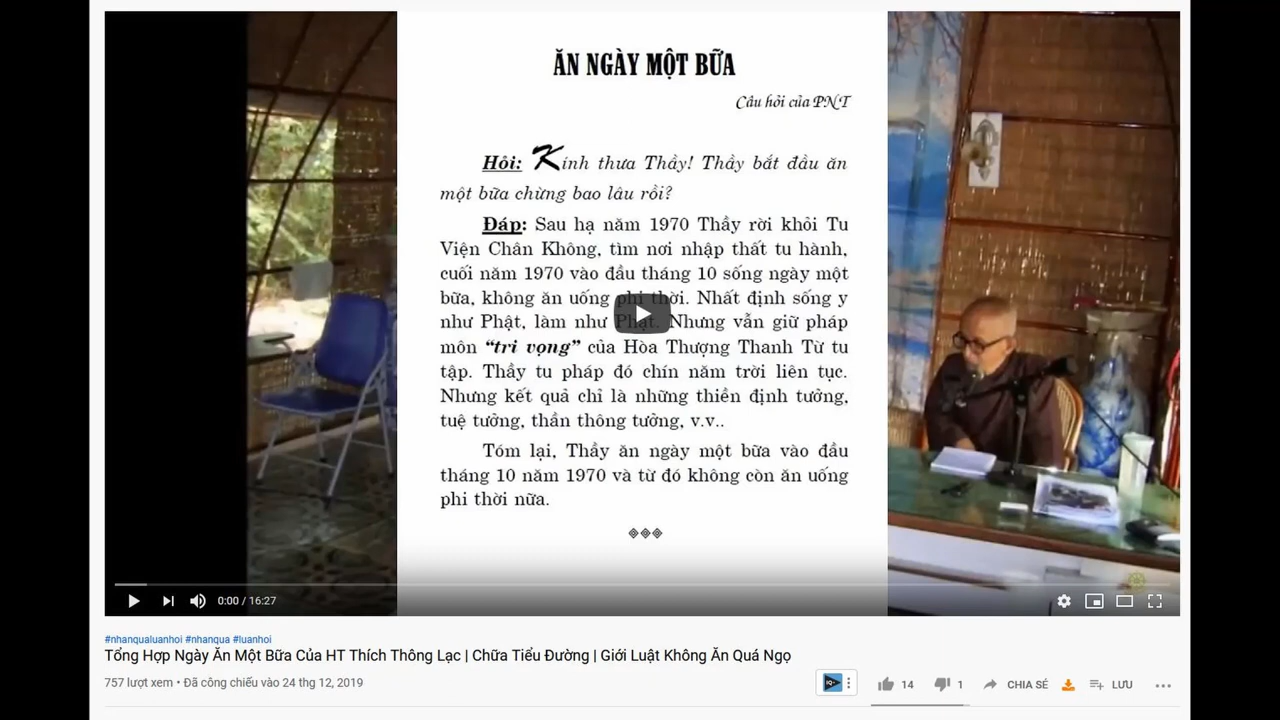 ĂN NGÀY MỘT BỮA
Câu hỏi của PNT
Hỏi: Kính thưa Thầy! Thầy bắt đầu ăn
một bữa chừng bao lâu rồi?
Đáp: Sau hạ năm 1970 Thầy rời khỏi Tu
Viện Chân Không, tìm nơi nhập thất tu hành,
cuối năm 1970 vào đầu tháng 10 sống ngày một
bữa, không ăn uống phi thời. Nhất định sống y
như Phật, làm như Phật. Nhưng vẫn giữ pháp
môn “tri vọng” của Hòa Thượng Thanh Từ tu
tập. Thầy tu pháp đó chín năm trời liên tục.
Nhưng kết quả chỉ là những thiền định tưởng,
tuệ tưởng, thần thông tưởng, v.v..
Tóm lại, Thầy ăn ngày một bữa vào đầu
tháng 10 năm 1970 và từ đó không còn ăn uống
phi thời nữa.
0:00 / 16:27
#nhanqualuanhoi #nhanqua #luanhoi
Tổng Hợp Ngày Ăn Một Bữa Của HT Thích Thông Lạc | Chữa Tiểu Đường | Giới Luật Không Ăn Quá Ngọ
757 lượt xem • Đã công chiếu vào 24 thg 12, 2019
IQ
14
1
CHIA SẺ
LƯU